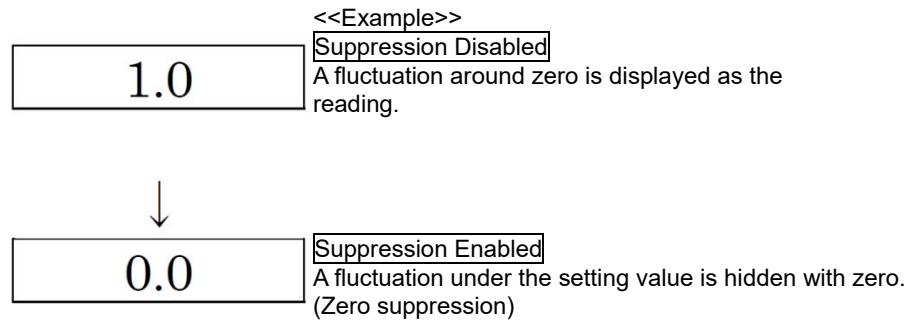 <<Example>>
Suppression Disabled
1.0
A fluctuation around zero is displayed as the
reading.
↓
Suppression Enabled
0.0
A fluctuation under the setting value is hidden with zero.
(Zero suppression)